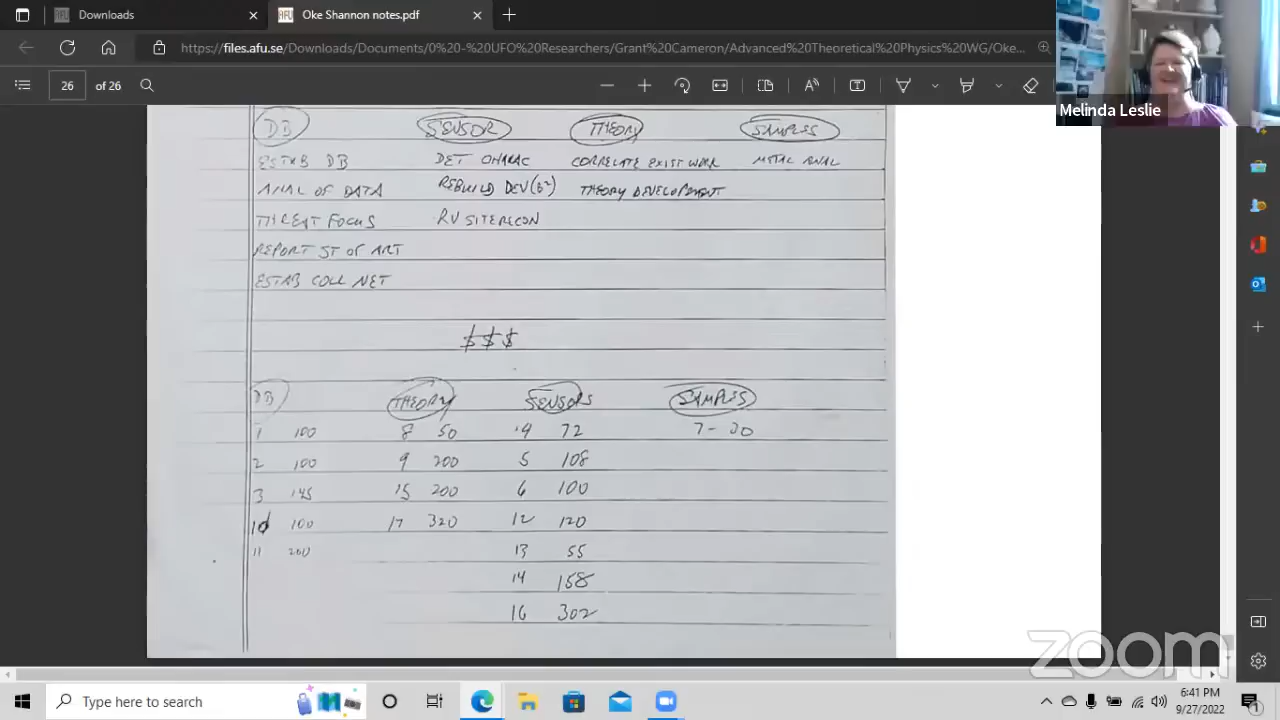 Downloads
Oke Shannon notes.pdf
https://files.afu.se/Downloads/Documents/0%20-%20UFO%20Researchers/Grant%20Cameron/Advanced%20Theoretical%20Physics%20WG/Oke...
26 of 26
Melinda Leslie
DB SENSOR THEORY SAMPLES
ESTAB DB DET CHARAC CORRELATE EXIST WORK METAL ANAL
ANAL OF DATA REBUILD DEV(62) THEORY DEVELOPMENT
THREAT FOCUS RV SITE RECON
REPORT ST OF ART
ESTAB COLL NET
$$$
DB THEORY SENSORS SAMPLES
1 100 8 50 4 72 7- 30
2 100 9 200 5 108
3 145 15 200 6 100
10 100 17 320 12 120
11 200 13 55
14 158
16 302
zoom
Type here to search
6:41 PM
9/27/2022